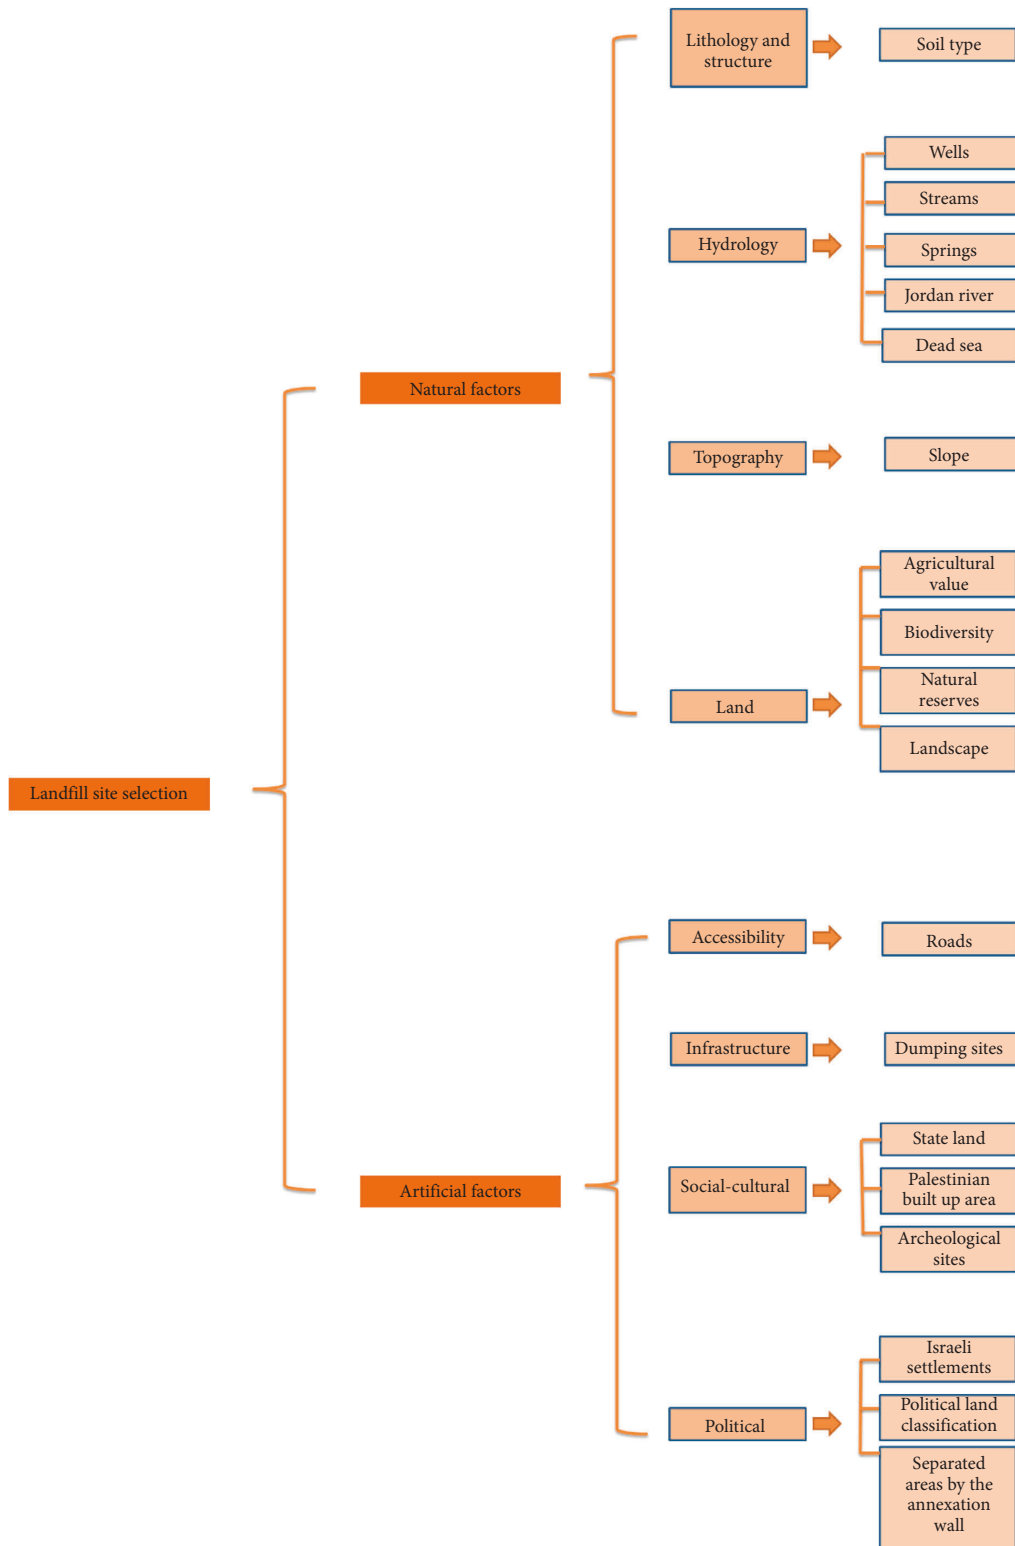 Lithology and
structure
Soil type
Wells
Streams
Hydrology
Springs
Jordan river
Dead sea
Natural factors
Topography
Slope
Agricultural
value
Biodiversity
Natural
reserves
Land
Landscape
Landfill site selection
Accessibility
Roads
Infrastructure
Dumping sites
State land
Artificial factors
Social-cultural
Palestinian
built up area
Archeological
sites
Israeli
settlements
Political
Political land
classification
Separated
areas by the
annexation
wall